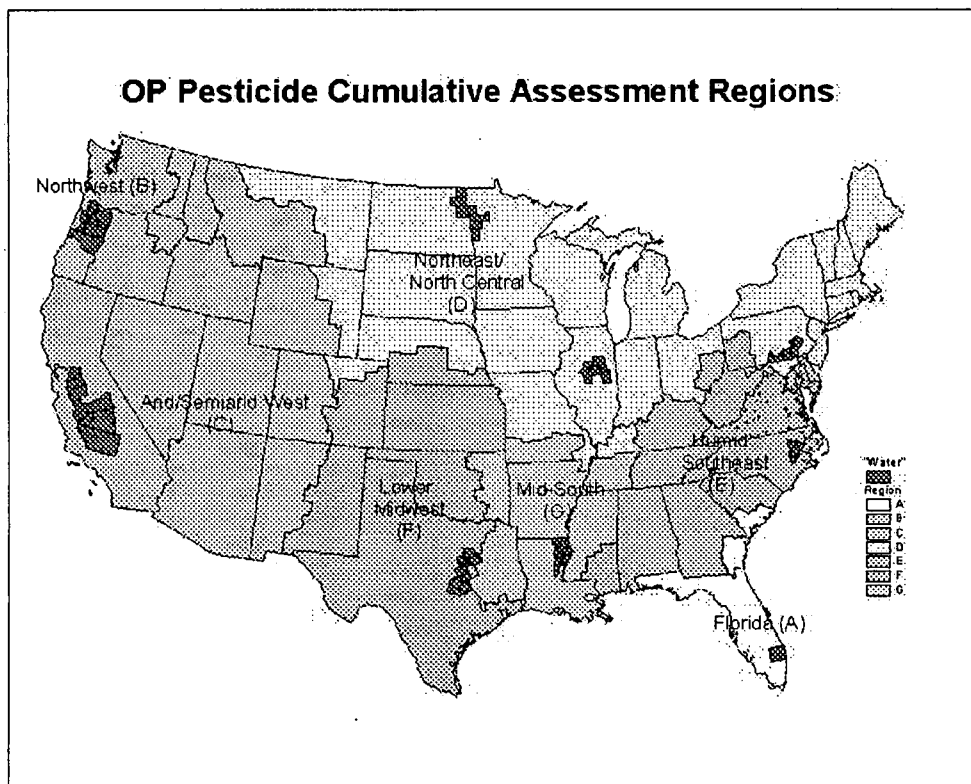 OP Pesticide Cumulative Assessment Regions
Northwest (B)
Northeast/
North Central
(D)
Arid/Semiarid West
(C)
Lower
Midwest
(F)
Mid-South
(G)
Humid
Southeast
(E)
Florida (A)
"Water"
Region
A
B
C
D
E
F
G